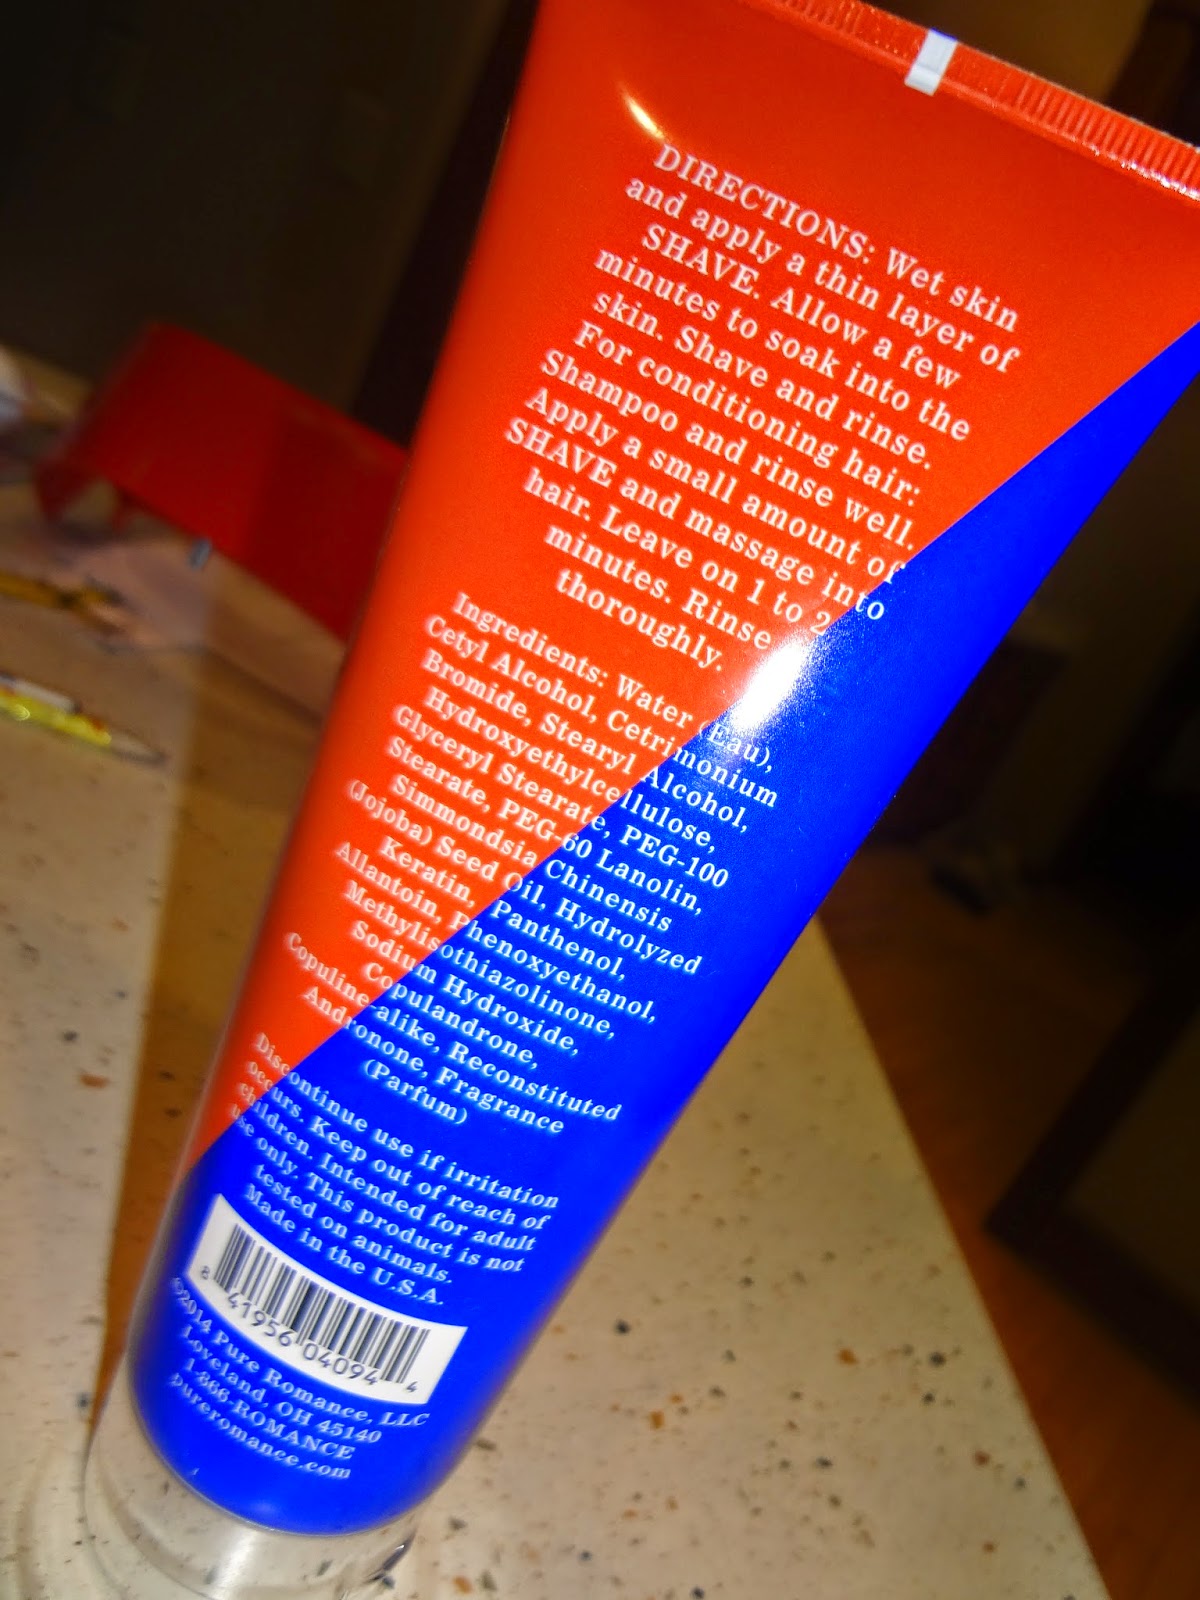 DIRECTIONS: Wet skin
and apply a thin layer of
SHAVE. Allow a few
minutes to soak into the
skin. Shave and rinse.
For conditioning hair:
Shampoo and rinse well.
Apply a small amount of
SHAVE and massage into
hair. Leave on 1 to 2
minutes. Rinse
thoroughly.
Ingredients: Water (Eau),
Cetyl Alcohol, Cetrimonium
Bromide, Stearyl Alcohol,
Hydroxyethylcellulose,
Glyceryl Stearate, PEG-100
Stearate, PEG-60 Lanolin,
Simmondsia Chinensis
(Jojoba) Seed Oil, Hydrolyzed
Keratin, Panthenol,
Allantoin, Phenoxyethanol,
Methylisothiazolinone,
Sodium Hydroxide,
Copulandrone,
Copuline-alike, Reconstituted
Andronone, Fragrance
(Parfum)
Discontinue use if irritation
occurs. Keep out of reach of
children. Intended for adult
use only. This product is not
tested on animals.
Made in the U.S.A.
8 41956 04094 4
©2014 Pure Romance, LLC
Loveland, OH 45140
1-866-ROMANCE
pureromance.com